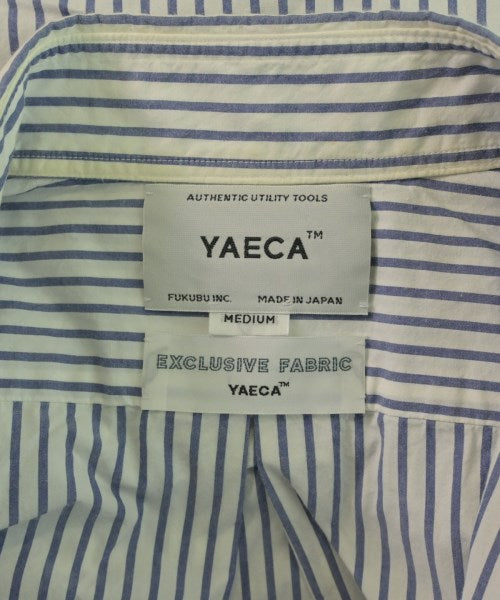 AUTHENTIC UTILITY TOOLS
YAECA™
FUKUBU INC. MADE IN JAPAN
MEDIUM
EXCLUSIVE FABRIC
YAECA™